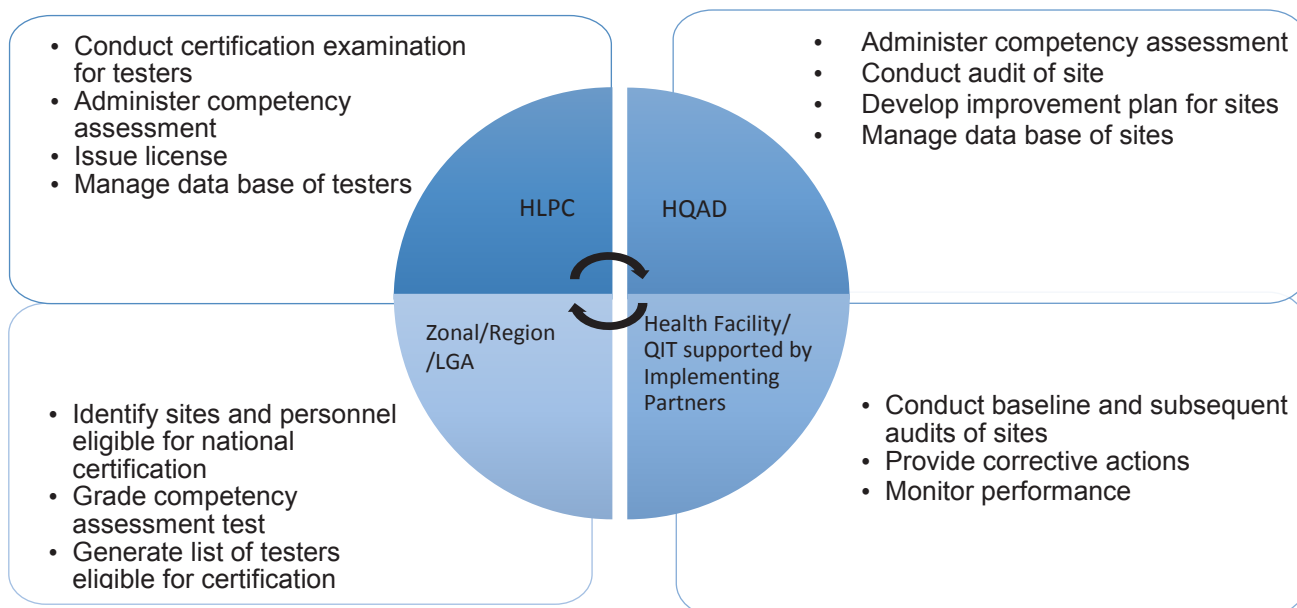 • Conduct certification examination
for testers
• Administer competency
assessment
• Issue license
• Manage data base of testers
• Administer competency assessment
• Conduct audit of site
• Develop improvement plan for sites
• Manage data base of sites
HLPC
HQAD
Zonal/Region
/LGA
Health Facility/
QIT supported by
Implementing
Partners
• Identify sites and personnel
eligible for national
certification
• Grade competency
assessment test
• Generate list of testers
eligible for certification
• Conduct baseline and subsequent
audits of sites
• Provide corrective actions
• Monitor performance